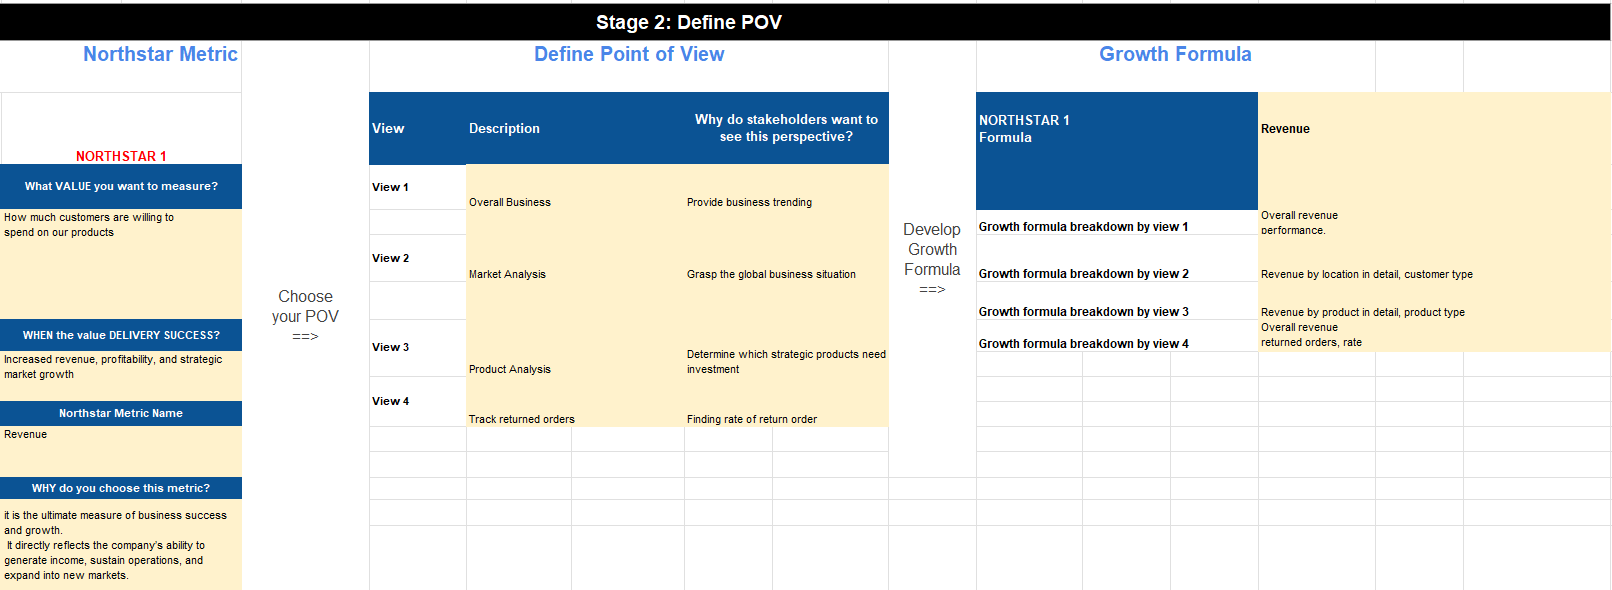 Stage 2: Define POV
Northstar Metric
Define Point of View
Growth Formula
NORTHSTAR 1
What VALUE you want to measure?
How much customers are willing to
spend on our products
WHEN the value DELIVERY SUCCESS?
Increased revenue, profitability, and strategic
market growth
Northstar Metric Name
Revenue
WHY do you choose this metric?
it is the ultimate measure of business success
and growth.
It directly reflects the company's ability to
generate income, sustain operations, and
expand into new markets.
Choose
your POV
==>
View
Description
Why do stakeholders want to
see this perspective?
View 1
Overall Business
Provide business trending
View 2
Market Analysis
Grasp the global business situation
View 3
Product Analysis
Determine which strategic products need
investment
View 4
Track returned orders
Finding rate of return order
Develop
Growth
Formula
==>
NORTHSTAR 1
Formula
Revenue
Growth formula breakdown by view 1
Overall revenue
performance.
Growth formula breakdown by view 2
Revenue by location in detail, customer type
Growth formula breakdown by view 3
Revenue by product in detail, product type
Growth formula breakdown by view 4
Overall revenue
returned orders, rate